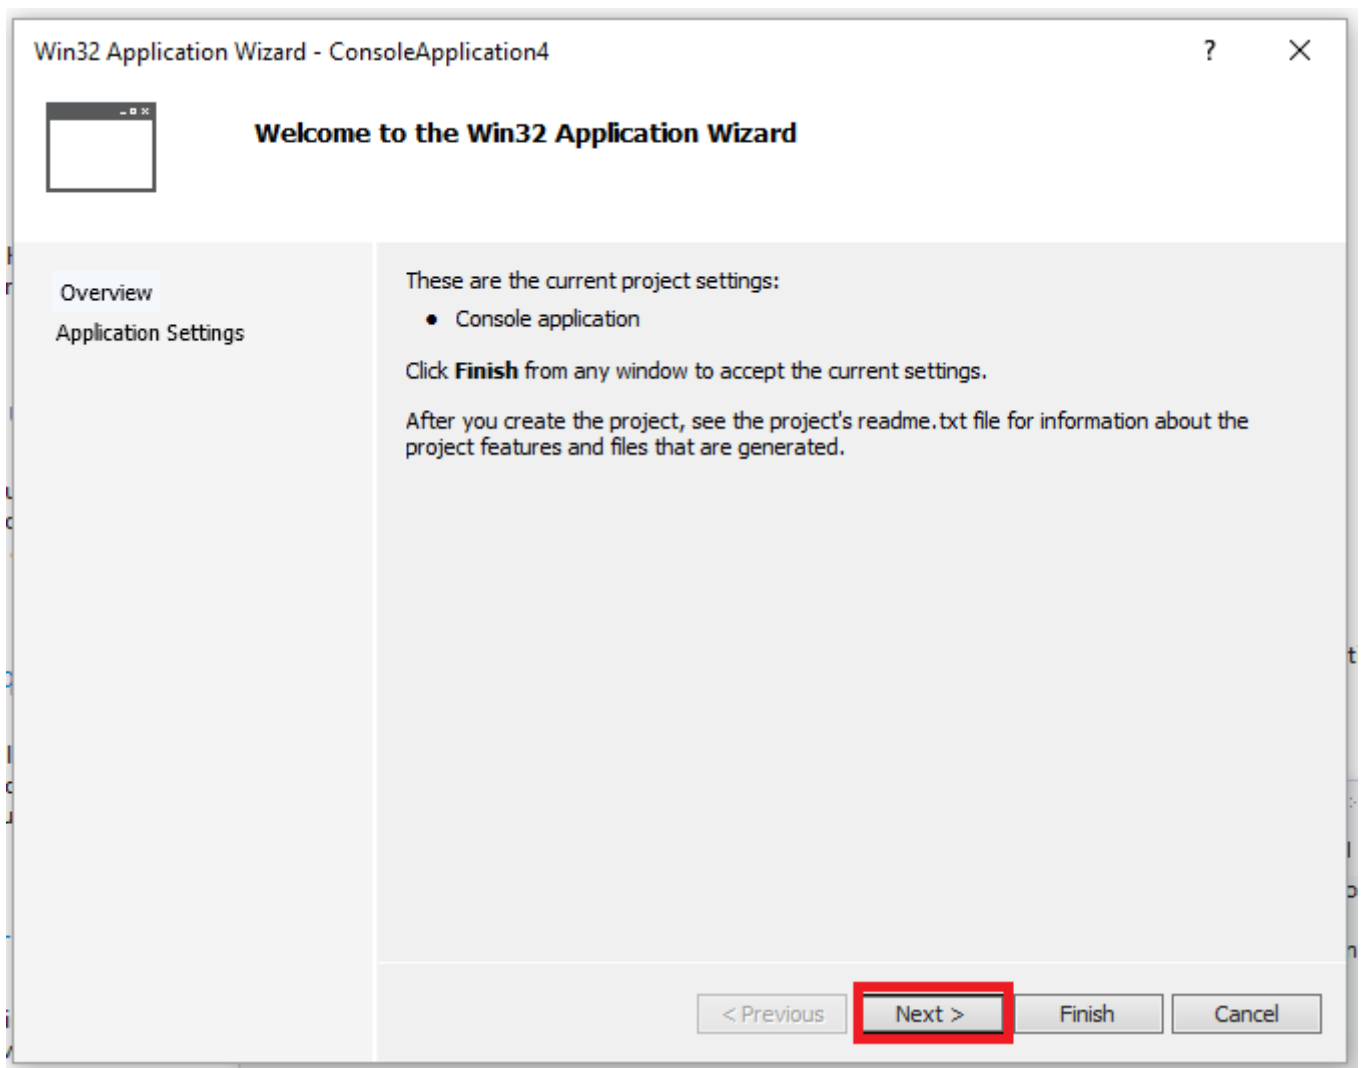 Win32 Application Wizard - ConsoleApplication4
?
Welcome to the Win32 Application Wizard
Overview
Application Settings
These are the current project settings:
• Console application
Click Finish from any window to accept the current settings.
After you create the project, see the project's readme.txt file for information about the
project features and files that are generated.
< Previous
Next >
Finish
Cancel